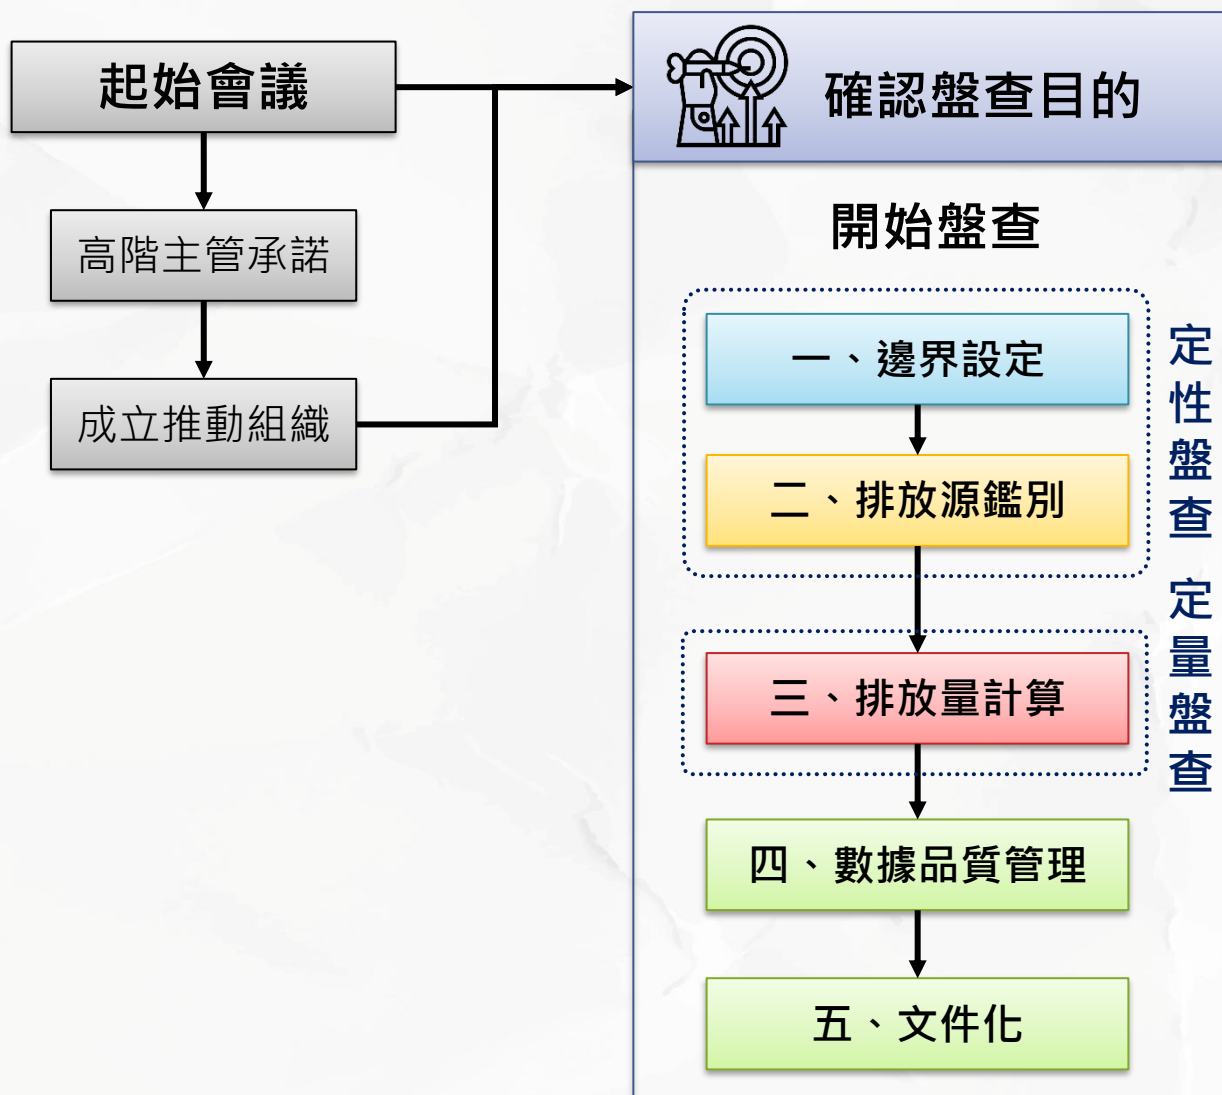 起始會議
高階主管承諾
成立推動組織
確認盤查目的
開始盤查
一、邊界設定
二、排放源鑑別
定性盤查
三、排放量計算
定量盤查
四、數據品質管理
五、文件化